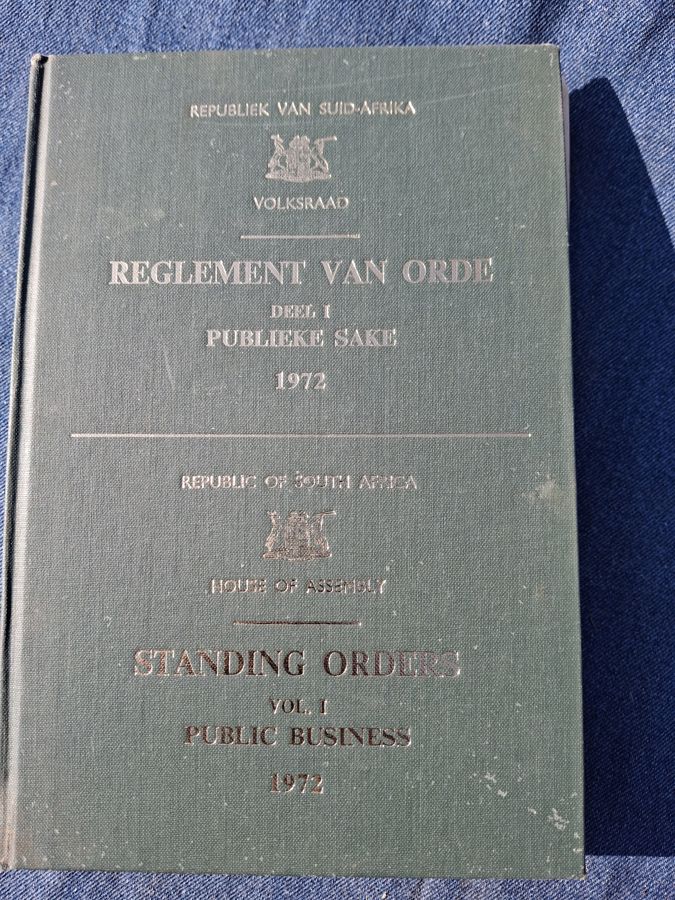 REPUBLIEK VAN SUID-AFRIKA
VOLKSRAAD
REGLEMENT VAN ORDE
DEEL I
PUBLIEKE SAKE
1972
REPUBLIC OF SOUTH AFRICA
HOUSE OF ASSEMBLY
STANDING ORDERS
VOL. I
PUBLIC BUSINESS
1972